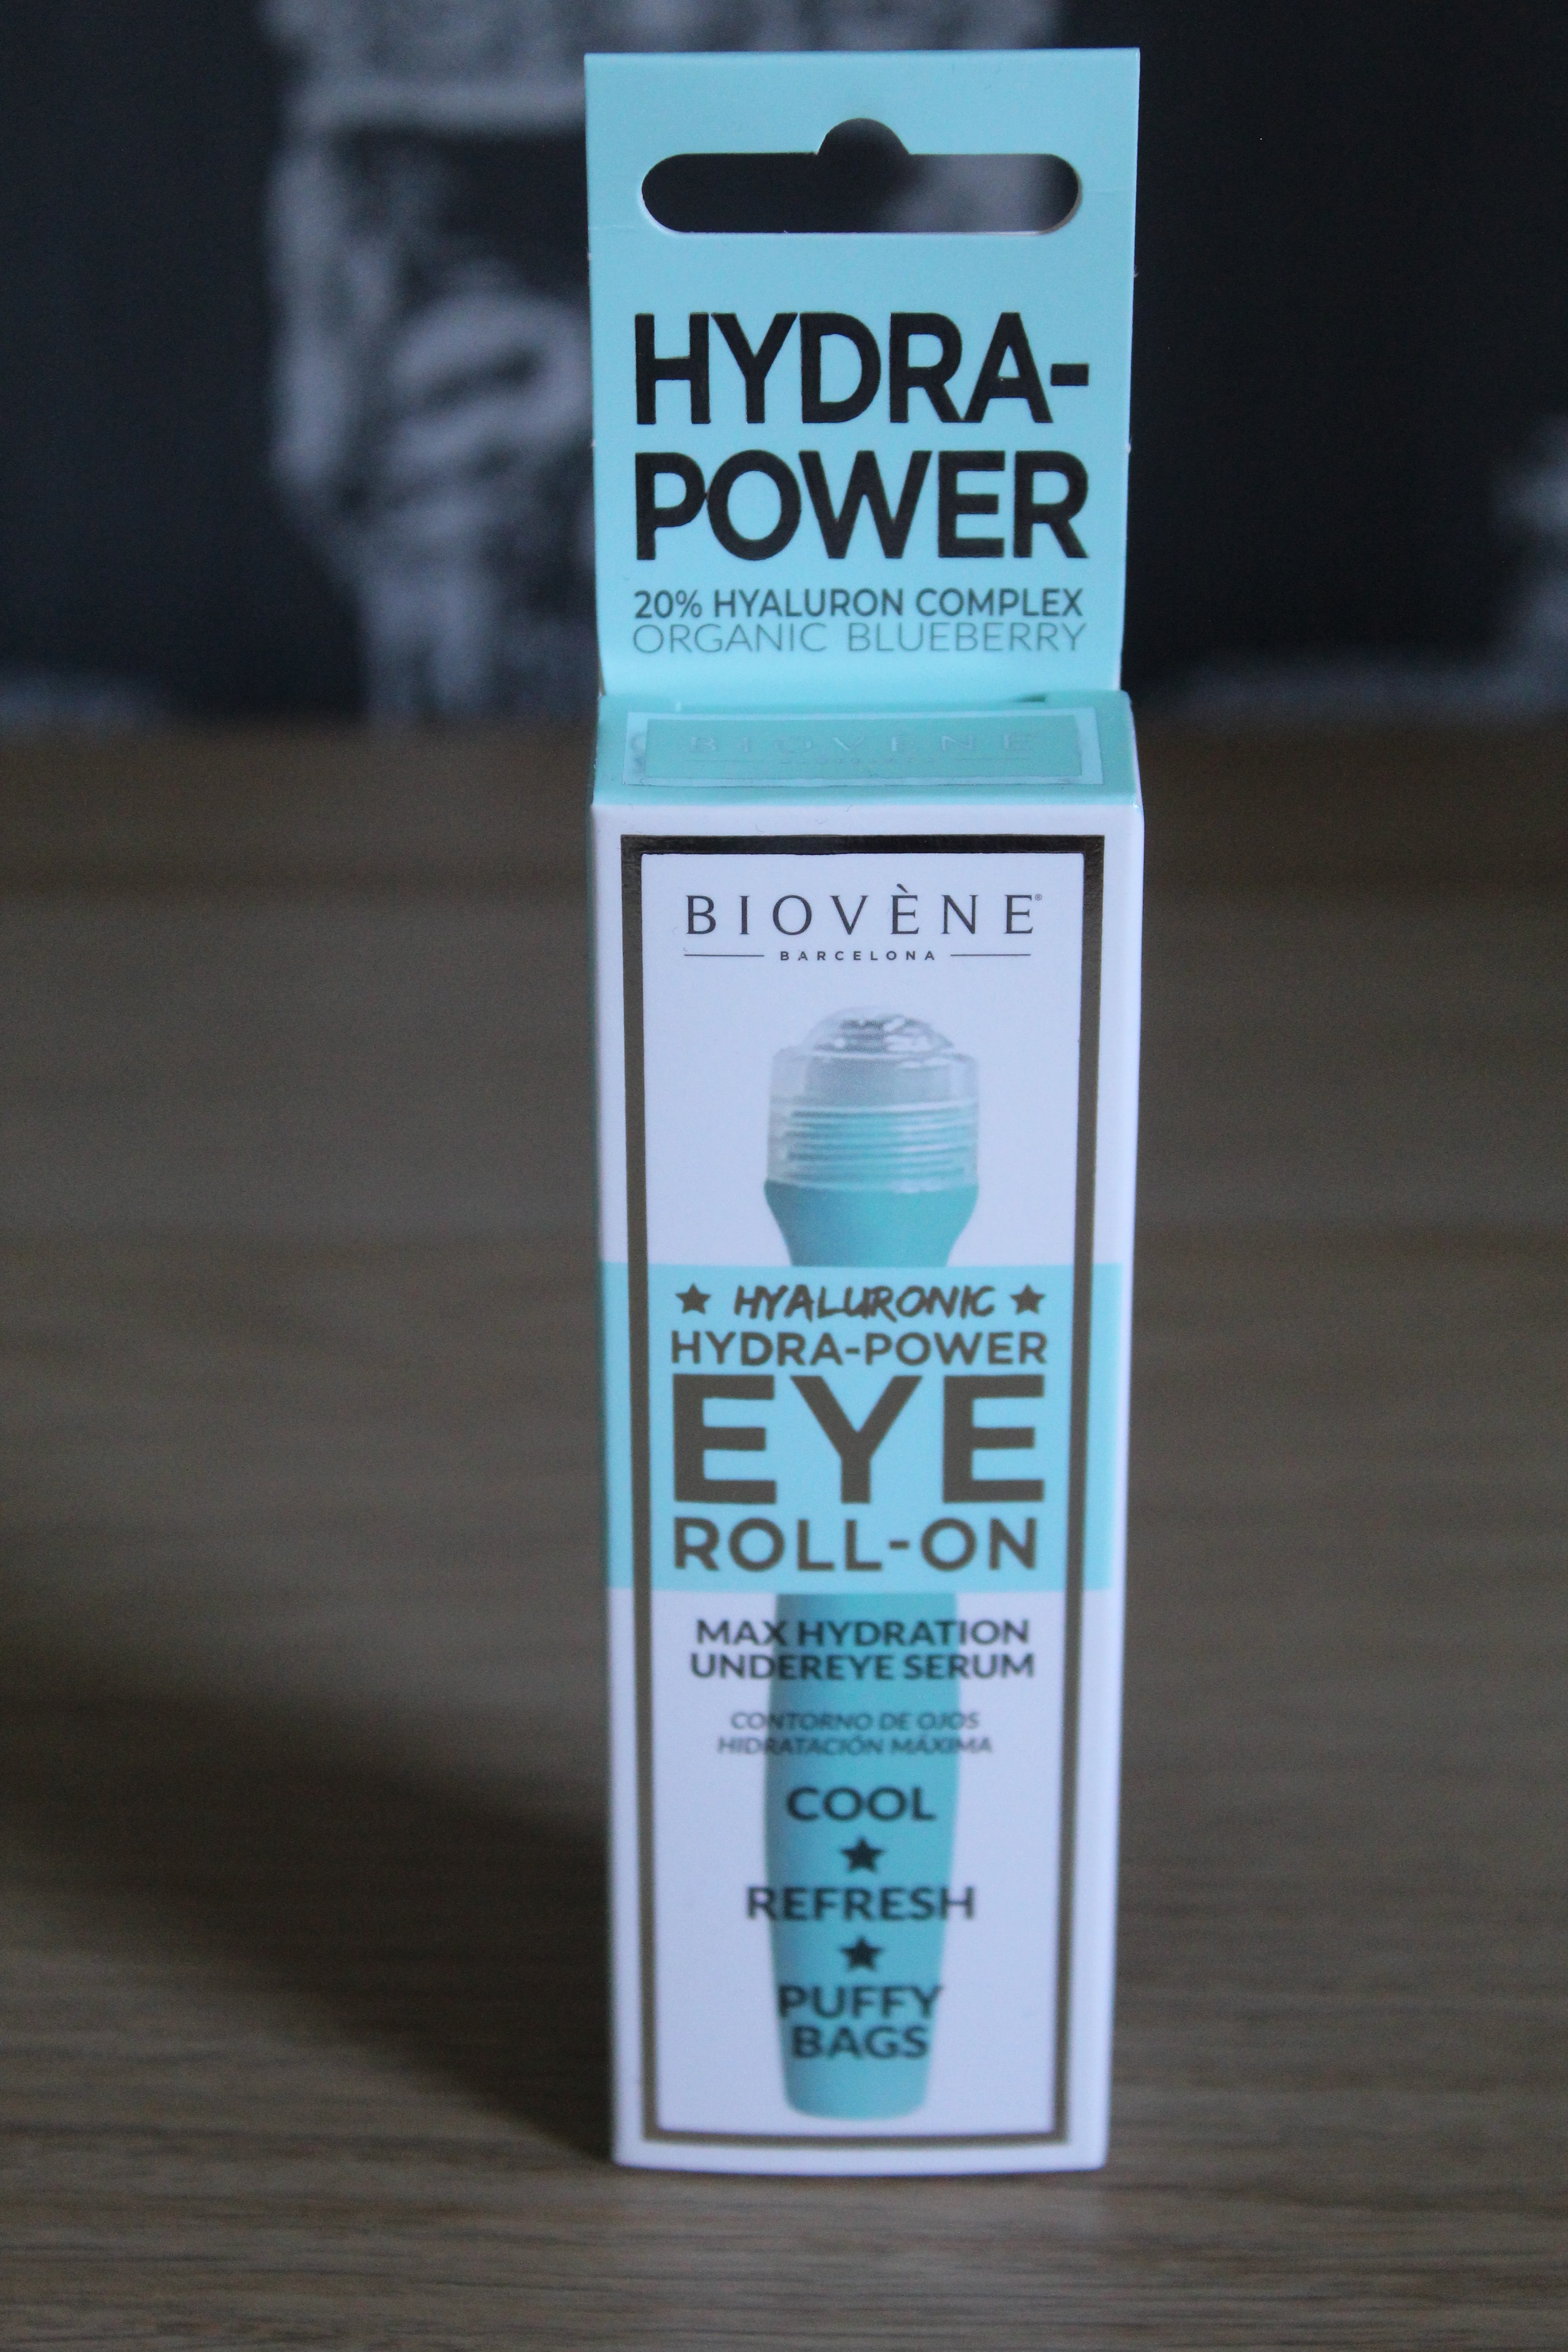 HYDRA-
POWER
20% HYALURON COMPLEX
ORGANIC BLUEBERRY
BIOVÈNE
BIOVÈNE®
BARCELONA
★ HYALURONIC ★
HYDRA-POWER
EYE
ROLL-ON
MAX HYDRATION
UNDEREYE SERUM
CONTORNO DE OJOS
HIDRATACIÓN MÁXIMA
COOL
★
REFRESH
★
PUFFY
BAGS